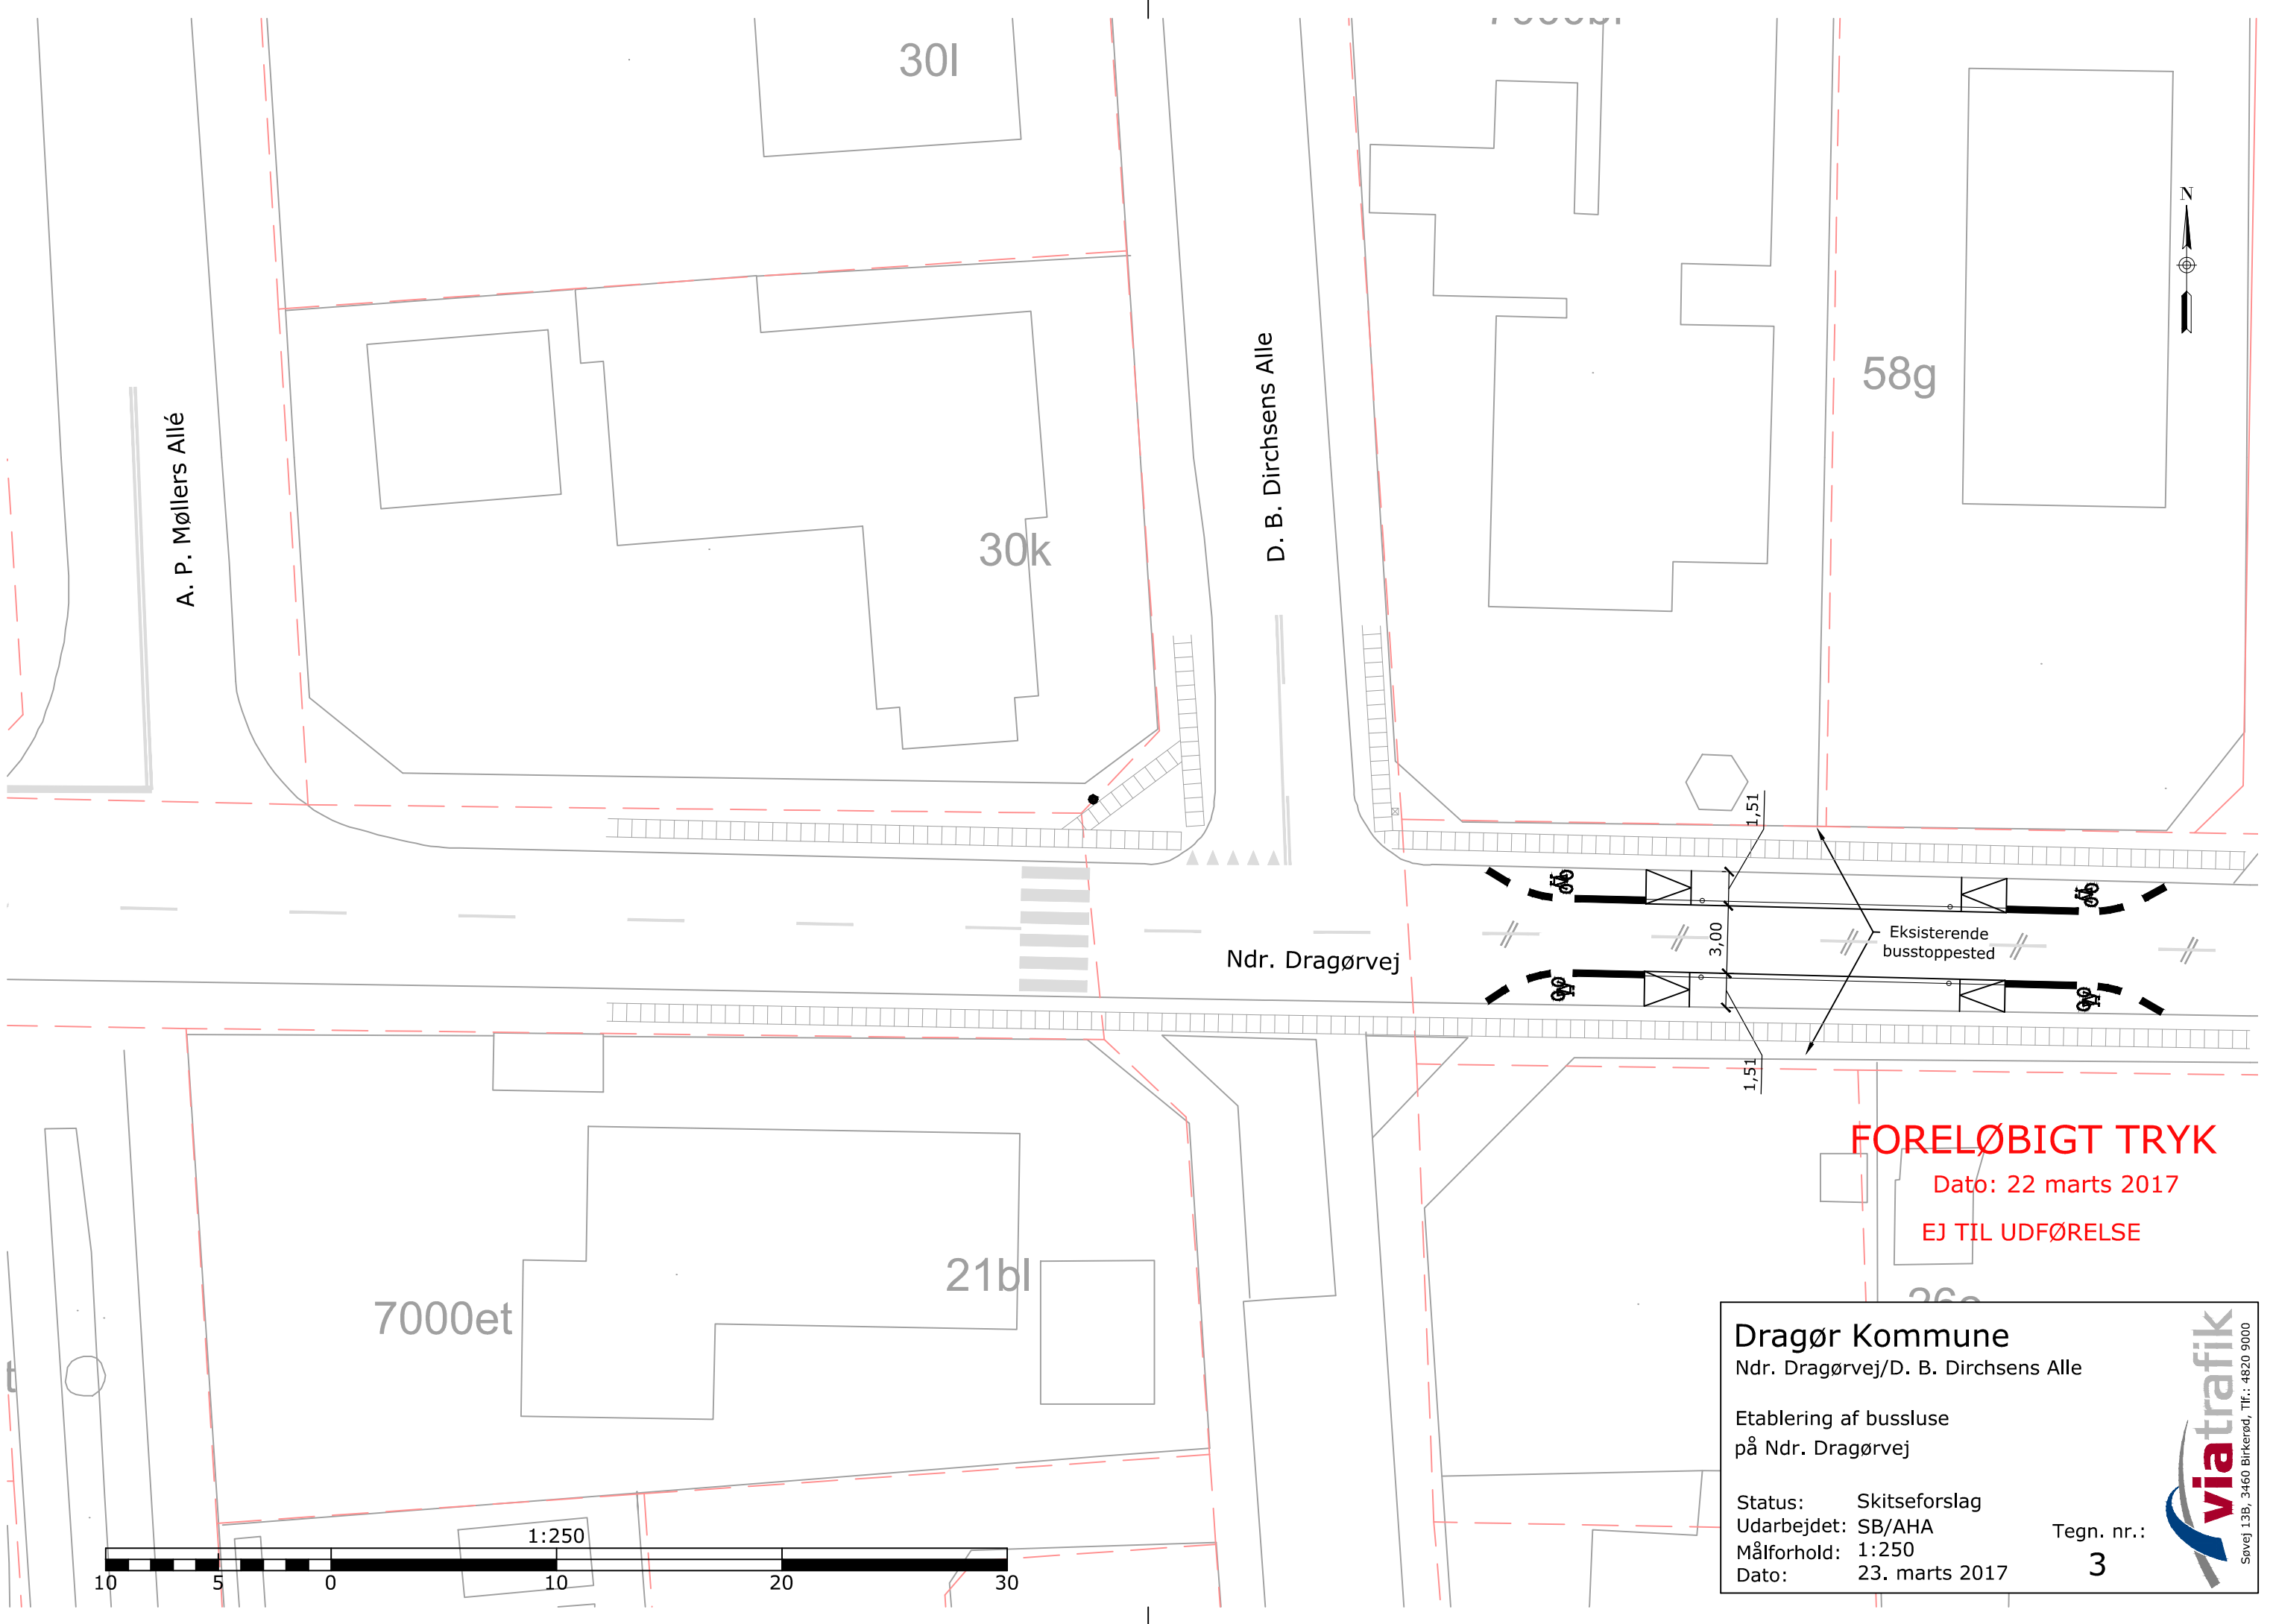 30l
N
58g
D. B. Dirchsens Alle
A. P. Møllers Allé
30k
1,51
3,00
Eksisterende
busstoppested
Ndr. Dragørvej
1,51
FORELØBIGT TRYK
Dato: 22 marts 2017
EJ TIL UDFØRELSE
21bl
7000et
Dragør Kommune
Ndr. Dragørvej/D. B. Dirchsens Alle
Etablering af bussluse
på Ndr. Dragørvej
Status: Skitseforslag
Udarbejdet: SB/AHA
Målforhold: 1:250
Dato: 23. marts 2017
Tegn. nr.:
3
viatrafik
Søvej 13B, 3460 Birkerød, Tlf.: 4820 9000
1:250
10 5 0 10 20 30